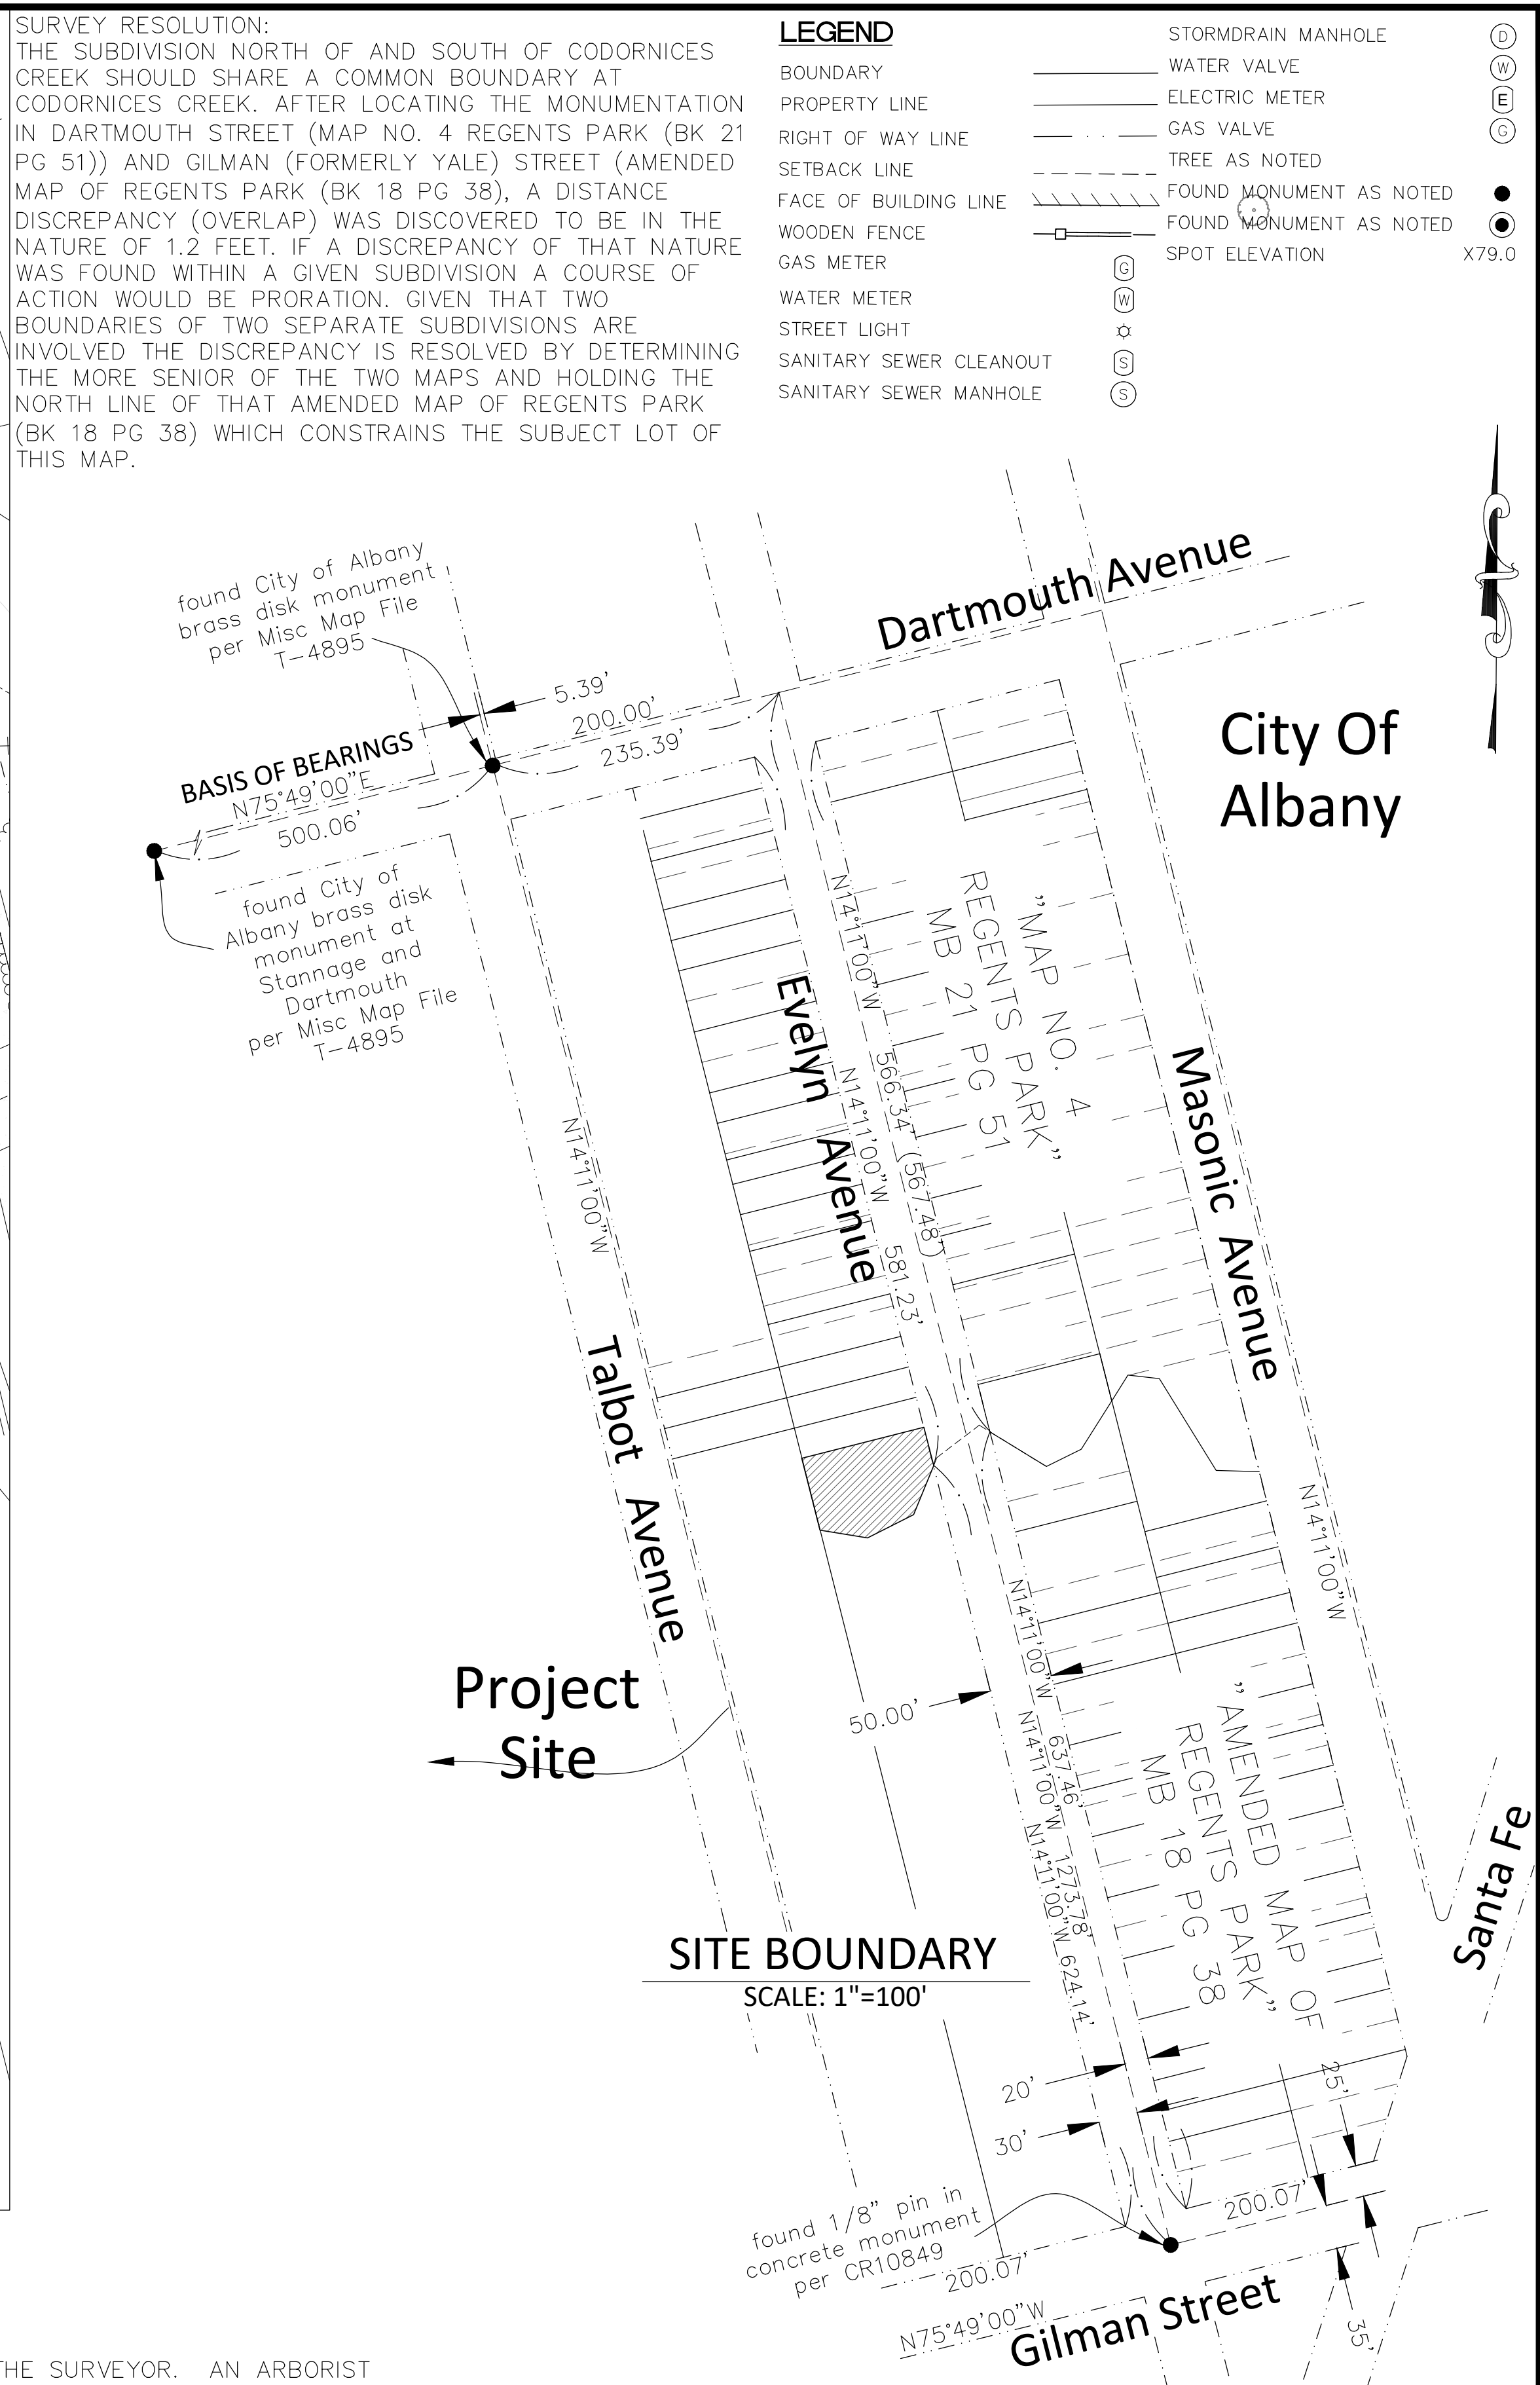 SURVEY RESOLUTION:
THE SUBDIVISION NORTH OF AND SOUTH OF CODORNICES
CREEK SHOULD SHARE A COMMON BOUNDARY AT
CODORNICES CREEK. AFTER LOCATING THE MONUMENTATION
IN DARTMOUTH STREET (MAP NO. 4 REGENTS PARK (BK 21
PG 51)) AND GILMAN (FORMERLY YALE) STREET (AMENDED
MAP OF REGENTS PARK (BK 18 PG 38), A DISTANCE
DISCREPANCY (OVERLAP) WAS DISCOVERED TO BE IN THE
NATURE OF 1.2 FEET. IF A DISCREPANCY OF THAT NATURE
WAS FOUND WITHIN A GIVEN SUBDIVISION A COURSE OF
ACTION WOULD BE PRORATION. GIVEN THAT TWO
BOUNDARIES OF TWO SEPARATE SUBDIVISIONS ARE
INVOLVED THE DISCREPANCY IS RESOLVED BY DETERMINING
THE MORE SENIOR OF THE TWO MAPS AND HOLDING THE
NORTH LINE OF THAT AMENDED MAP OF REGENTS PARK
(BK 18 PG 38) WHICH CONSTRAINS THE SUBJECT LOT OF
THIS MAP.
LEGEND
BOUNDARY
PROPERTY LINE
RIGHT OF WAY LINE
SETBACK LINE
FACE OF BUILDING LINE
WOODEN FENCE
GAS METER G
WATER METER W
STREET LIGHT
SANITARY SEWER CLEANOUT S
SANITARY SEWER MANHOLE S
STORMDRAIN MANHOLE D
WATER VALVE W
ELECTRIC METER E
GAS VALVE G
TREE AS NOTED
FOUND MONUMENT AS NOTED
FOUND MONUMENT AS NOTED
SPOT ELEVATION X79.0
found City of Albany
brass disk monument
per Misc Map File
T-4895
Dartmouth Avenue
5.39'
200.00'
235.39'
BASIS OF BEARINGS
N75°49'00"E
500.06'
City Of
Albany
found City of
Albany brass disk
monument at
Stannage and
Dartmouth
per Misc Map File
T-4895
N14°11'00"W
566.34' (567.48')
Evelyn Avenue
N14°11'00"W
581.23'
"MAP NO. 4
REGENTS PARK"
MB 21 PG 51
Masonic Avenue
N14°11'00"W
Talbot Avenue
N14°11'00"W
Project
Site
50.00'
N14°11'00"W
637.46'
N14°11'00"W 1273.78'
N14°11'00"W 624.14'
"AMENDED MAP OF
REGENTS PARK"
MB 18 PG 38
Santa Fe
SITE BOUNDARY
SCALE: 1"=100'
20'
30'
25'
found 1/8" pin in
concrete monument
per CR10849
200.07'
200.07'
N75°49'00"W
Gilman Street
35'
THE SURVEYOR. AN ARBORIST